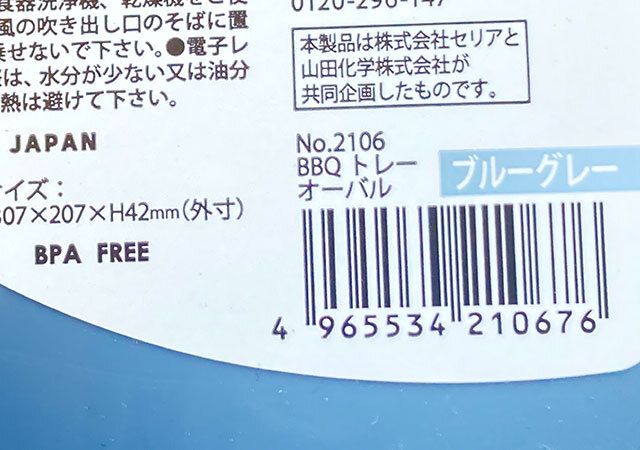 食器洗浄機、乾燥機をご使
風の吹き出し口のそばに置
乗せないで下さい。●電子レ
は、水分が少ない又は油分
熱は避けて下さい。
JAPAN
イズ：
307×207×H42mm（外寸）
BPA FREE
0120-296-147
本製品は株式会社セリアと
山田化学株式会社が
共同企画したものです。
No.2106
BBQ トレー
オーバル
ブルーグレー
4 965534 210676